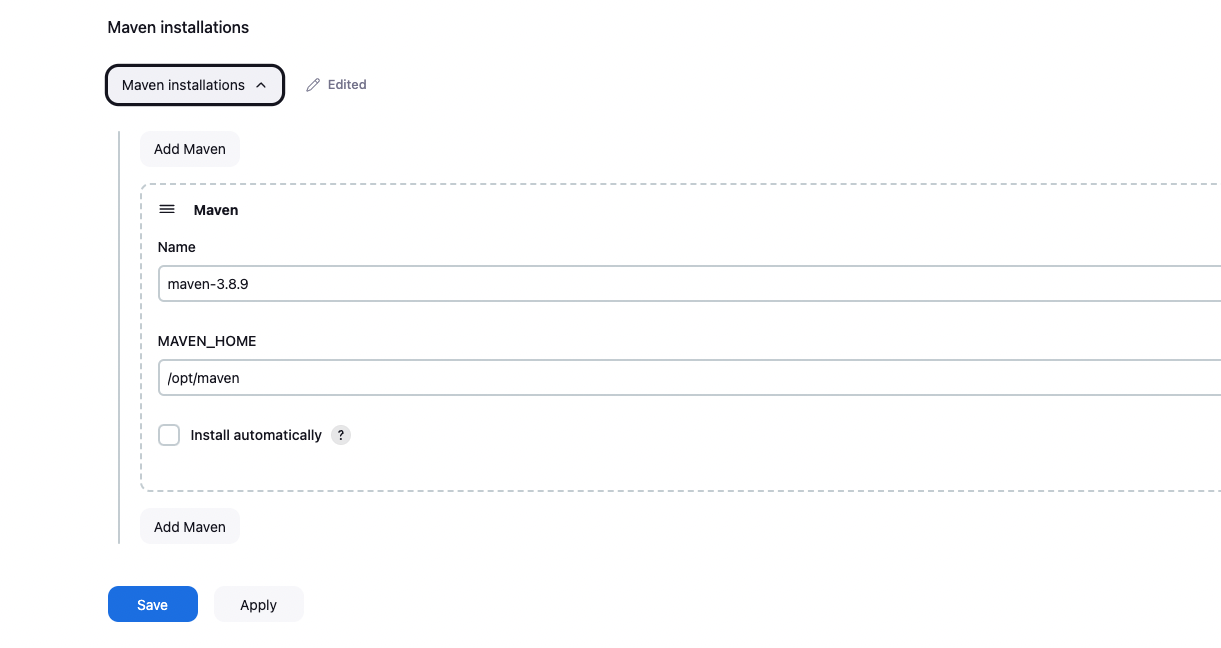 Maven installations
Maven installations
Edited
Add Maven
Maven
Name
maven-3.8.9
MAVEN_HOME
/opt/maven
Install automatically ?
Add Maven
Save
Apply